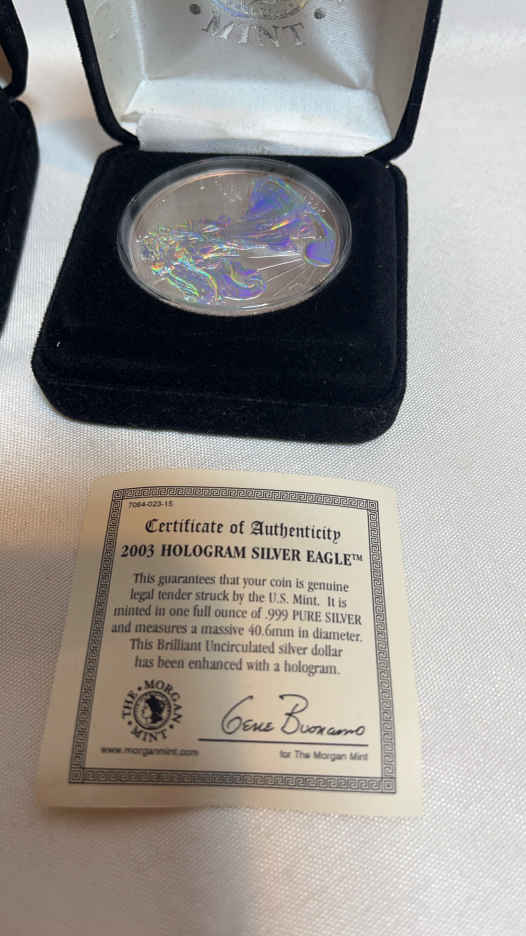 MINT
7064-023-15
Certificate of Authenticity
2003 HOLOGRAM SILVER EAGLE™
This guarantees that your coin is genuine
legal tender struck by the U.S. Mint. It is
minted in one full ounce of .999 PURE SILVER
and measures a massive 40.6mm in diameter.
This Brilliant Uncirculated silver dollar
has been enhanced with a hologram.
THE • MORGAN
MINT •
Gene Buonamo
www.morganmint.com
for The Morgan Mint